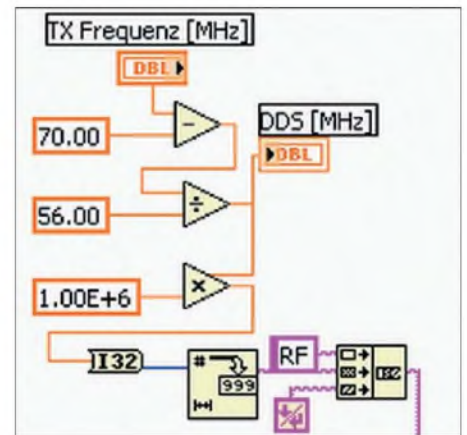 TX Frequenz [MHz]
DBL
70.00
DDS [MHz]
DBL
56.00
1.00E+6
I32
#
999
RF